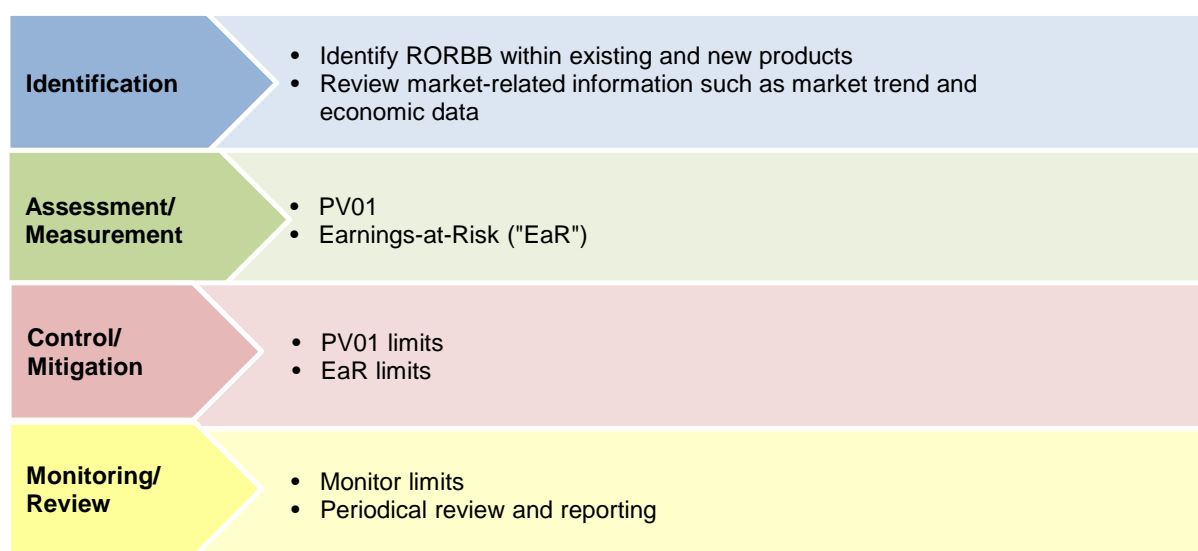 Identification
• Identify RORBB within existing and new products
• Review market-related information such as market trend and
economic data
Assessment/
Measurement
• PV01
• Earnings-at-Risk ("EaR")
Control/
Mitigation
• PV01 limits
• EaR limits
Monitoring/
Review
• Monitor limits
• Periodical review and reporting